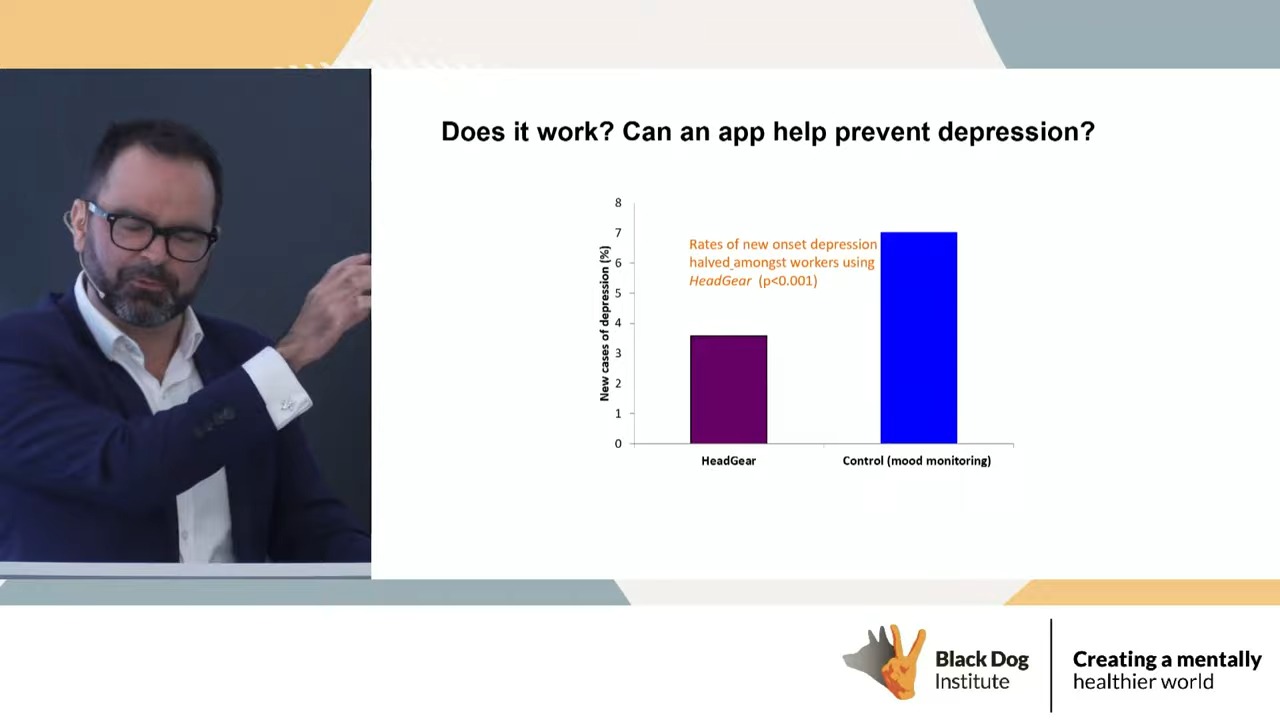 Does it work? Can an app help prevent depression?
8
7
6
5
4
3
2
1
0
New cases of depression (%)
Rates of new onset depression
halved amongst workers using
HeadGear (p<0.001)
HeadGear
Control (mood monitoring)
Black Dog
Institute
Creating a mentally
healthier world